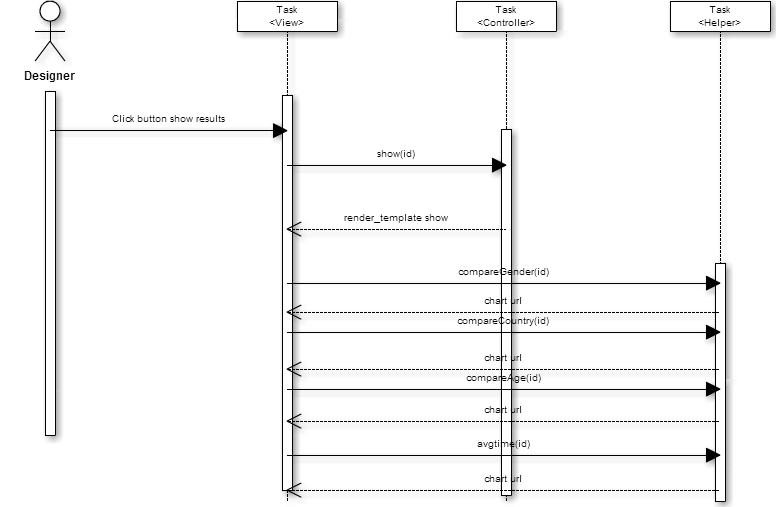 Task
<View>
Task
<Controller>
Task
<Helper>
Designer
Click button show results
show(id)
render_template show
compareGender(id)
chart url
compareCountry(id)
chart url
compareAge(id)
chart url
avgtime(id)
chart url